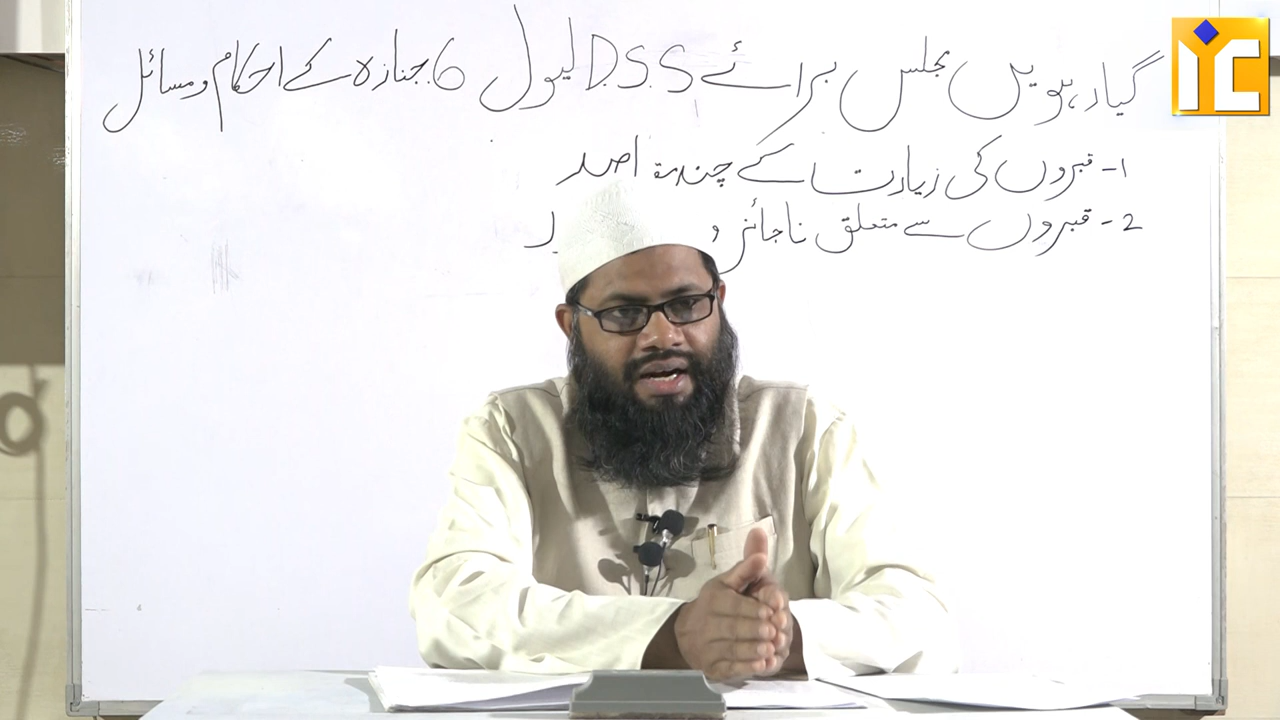 گیارہویں مجلس برائے D.S.S لیول 6 جنازہ کے احکام و مسائل
1- قبروں کی زیارت کے چند مقاصد
2- قبروں سے متعلق ناجائز و
IYC